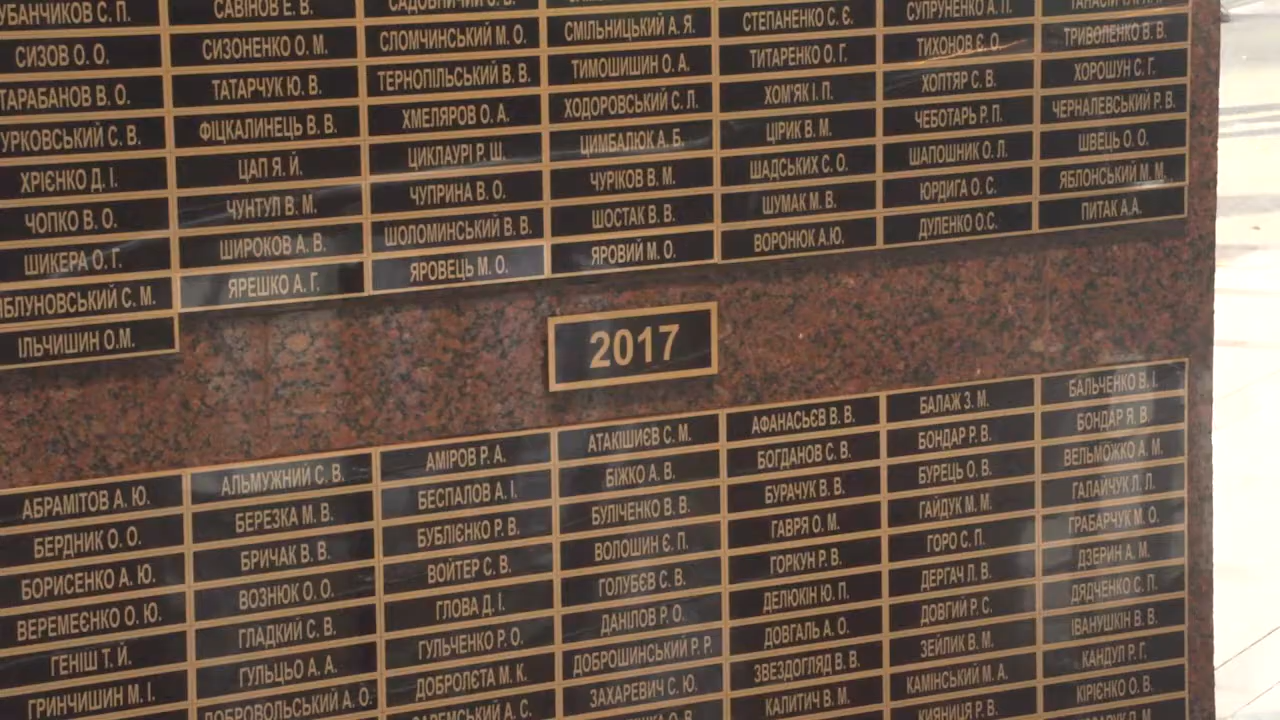 САВІНОВ Е. В.
СУПРУНЕНКО А. П.
СИЗОВ О. О.
СИЗОНЕНКО О. М.
СЛОМЧИНСЬКИЙ М. О.
СМІЛЬНИЦЬКИЙ А. Я.
СТЕПАНЕНКО С. Є.
ТИХОНОВ Є. О.
ТРИВОЛЕНКО В. В.
ТАРАБАНОВ В. О.
ТАТАРЧУК Ю. В.
ТЕРНОПІЛЬСЬКИЙ В. В.
ТИМОШИШИН О. А.
ТИТАРЕНКО О. Г.
ХОПТЯР С. В.
ХОРОШУН С. Г.
УРКОВСЬКИЙ С. В.
ФІЦКАЛИНЕЦЬ В. В.
ХМЕЛЯРОВ О. А.
ХОДОРОВСЬКИЙ С. Л.
ХОМ'ЯК І. П.
ЧЕБОТАРЬ Р. П.
ЧЕРНАЛЕВСЬКИЙ Р. В.
ХРІЄНКО Д. І.
ЦАП Я. Й.
ЦИКЛАУРІ Р. Ш.
ЦИМБАЛЮК А. Б.
ЦІРИК В. М.
ШАПОШНИК О. Л.
ШВЕЦЬ О. О.
ЧОПКО В. О.
ЧУНТУЛ В. М.
ЧУПРИНА В. О.
ЧУРІКОВ В. М.
ШАДСЬКИХ С. О.
ЮРДИГА О. С.
ЯБЛОНСЬКИЙ М. М.
ШИКЕРА О. Г.
ШИРОКОВ А. В.
ШОЛОМИНСЬКИЙ В. В.
ШОСТАК В. В.
ШУМАК М. В.
ДУЛЕНКО О.С.
ПИТАК А.А.
ЯБЛУНОВСЬКИЙ С. М.
ЯРЕШКО А. Г.
ЯРОВЕЦЬ М. О.
ЯРОВИЙ М. О.
ВОРОНЮК А.Ю.
ІЛЬЧИШИН О.М.
2017
АБРАМІТОВ А. Ю.
АЛЬМУЖНИЙ С. В.
АМІРОВ Р. А.
АТАКІШИЄВ С. М.
АФАНАСЬЄВ В. В.
БАЛАЖ З. М.
БАЛЬЧЕНКО В. І.
БЕРДНИК О. О.
БЕРЕЗКА М. В.
БЕСПАЛОВ А. І.
БІЖКО А. В.
БОГДАНОВ С. В.
БОНДАР Р. В.
БОНДАР Я. В.
БОРИСЕНКО А. Ю.
БРИЧАК В. В.
БУБЛІЄНКО Р. В.
БУЛІЧЕНКО В. В.
БУРАЧУК В. В.
БУРЕЦЬ О. В.
ВЕЛЬМОЖКО А. М.
ВЕРЕМЕЄНКО О. Ю.
ВОЗНЮК О. О.
ВОЙТЕР С. В.
ВОЛОШИН Є. П.
ГАВРЯ О. М.
ГАЙДУК М. М.
ГАЛАЙЧУК Л. Л.
ГЕНІШ Т. Й.
ГЛАДКИЙ С. В.
ГЛОВА Д. І.
ГОЛУБЄВ С. В.
ГОРКУН Р. В.
ГОРО С. П.
ГРАБАРЧУК М. О.
ГРИНЧИШИН М. І.
ГУЛЬЦЬО А. А.
ГУЛЬЧЕНКО Р. О.
ДАНІЛОВ Р. О.
ДЕЛЮКІН Ю. П.
ДЕРГАЧ Л. В.
ДЗЕРИН А. М.
ДОБРОВОЛЬСЬКИЙ А. О.
ДОБРОЛЄТА М. К.
ДОБРОШИНСЬКИЙ Р. Р.
ДОВГАЛЬ А. О.
ДОВГИЙ Р. С.
ДЯДЧЕНКО С. П.
ЗАХАРЕВИЧ С. Ю.
ЗВЕЗДОГЛЯД В. В.
ЗЕЙЛИК В. М.
ІВАНУШКІН В. В.
КАЛИТИЧ В. М.
КАМІНСЬКИЙ М. А.
КАНДУЛ Р. Г.
КИЯНИЦЯ Р. В.
КІРІЄНКО О. В.